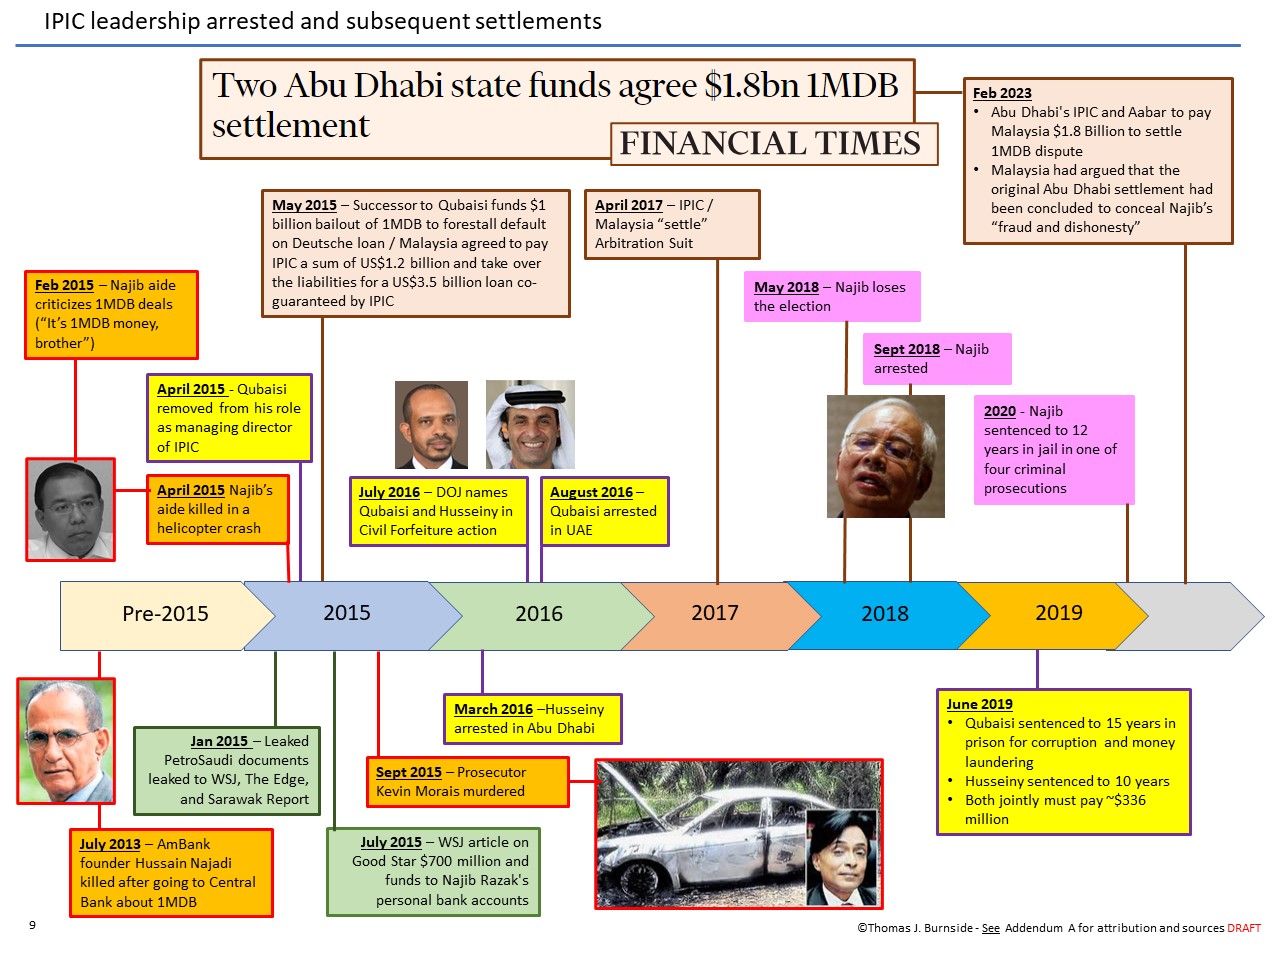 IPIC leadership arrested and subsequent settlements
Two Abu Dhabi state funds agree $1.8bn 1MDB
settlement
FINANCIAL TIMES
Feb 2023
• Abu Dhabi's IPIC and Aabar to pay
Malaysia $1.8 Billion to settle
1MDB dispute
• Malaysia had argued that the
original Abu Dhabi settlement had
been concluded to conceal Najib’s
“fraud and dishonesty”
May 2015 – Successor to Qubaisi funds $1
billion bailout of 1MDB to forestall default
on Deutsche loan / Malaysia agreed to pay
IPIC a sum of US$1.2 billion and take over
the liabilities for a US$3.5 billion loan co-
guaranteed by IPIC
April 2017 – IPIC /
Malaysia “settle”
Arbitration Suit
Feb 2015 – Najib aide
criticizes 1MDB deals
(“It’s 1MDB money,
brother”)
May 2018 – Najib loses
the election
Sept 2018 – Najib
arrested
April 2015 - Qubaisi
removed from his role
as managing director
of IPIC
2020 - Najib
sentenced to 12
years in jail in one of
four criminal
prosecutions
April 2015 Najib’s
aide killed in a
helicopter crash
July 2016 – DOJ names
Qubaisi and Husseiny in
Civil Forfeiture action
August 2016 –
Qubaisi arrested
in UAE
Pre-2015
2015
2016
2017
2018
2019
March 2016 –Husseiny
arrested in Abu Dhabi
June 2019
• Qubaisi sentenced to 15 years in
prison for corruption and money
laundering
• Husseiny sentenced to 10 years
• Both jointly must pay ~$336
million
Jan 2015 – Leaked
PetroSaudi documents
leaked to WSJ, The Edge,
and Sarawak Report
Sept 2015 – Prosecutor
Kevin Morais murdered
July 2013 – AmBank
founder Hussain Najadi
killed after going to Central
Bank about 1MDB
July 2015 – WSJ article on
Good Star $700 million and
funds to Najib Razak's
personal bank accounts
9
©Thomas J. Burnside - See Addendum A for attribution and sources DRAFT